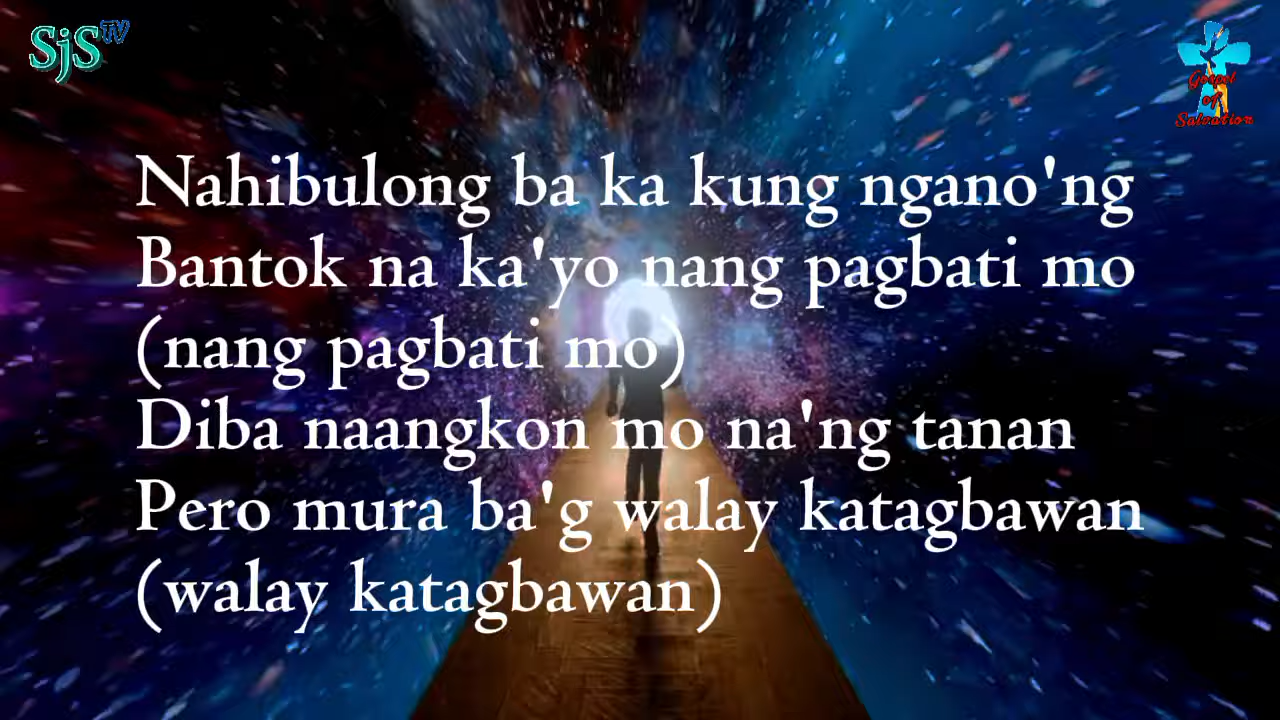 SjS TV
Gospel
of
Salvation
Nahibulong ba ka kung ngano'ng
Bantok na ka'yo nang pagbati mo
(nang pagbati mo)
Diba naangkon mo na'ng tanan
Pero mura ba'g walay katagbawan
(walay katagbawan)